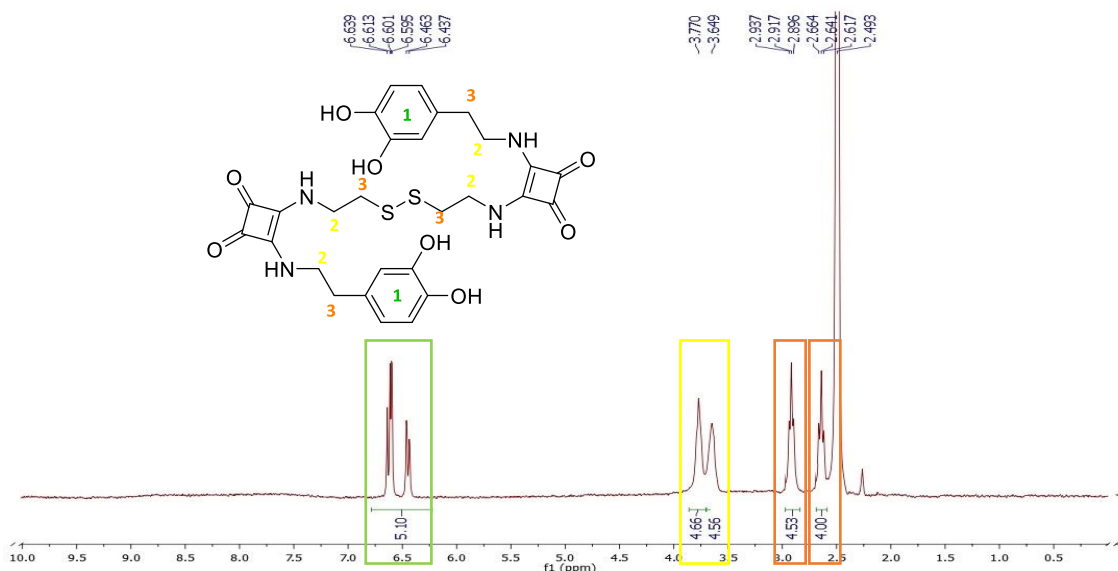 6.639 6.613 6.601 6.595 6.463 6.437 3.770 3.649 2.937 2.917 2.896 2.664 2.641 2.617 2.493
3
HO 1 NH O
2
OH
O H N 3 2
S S O
O 2 3 N H
OH
HN 2
1 OH
3
5.10 4.66 4.56 4.53 4.00
10.0 9.5 9.0 8.5 8.0 7.5 7.0 6.5 6.0 5.5 5.0 4.5 4.0 3.5 3.0 2.5 2.0 1.5 1.0 0.5
f1 (ppm)